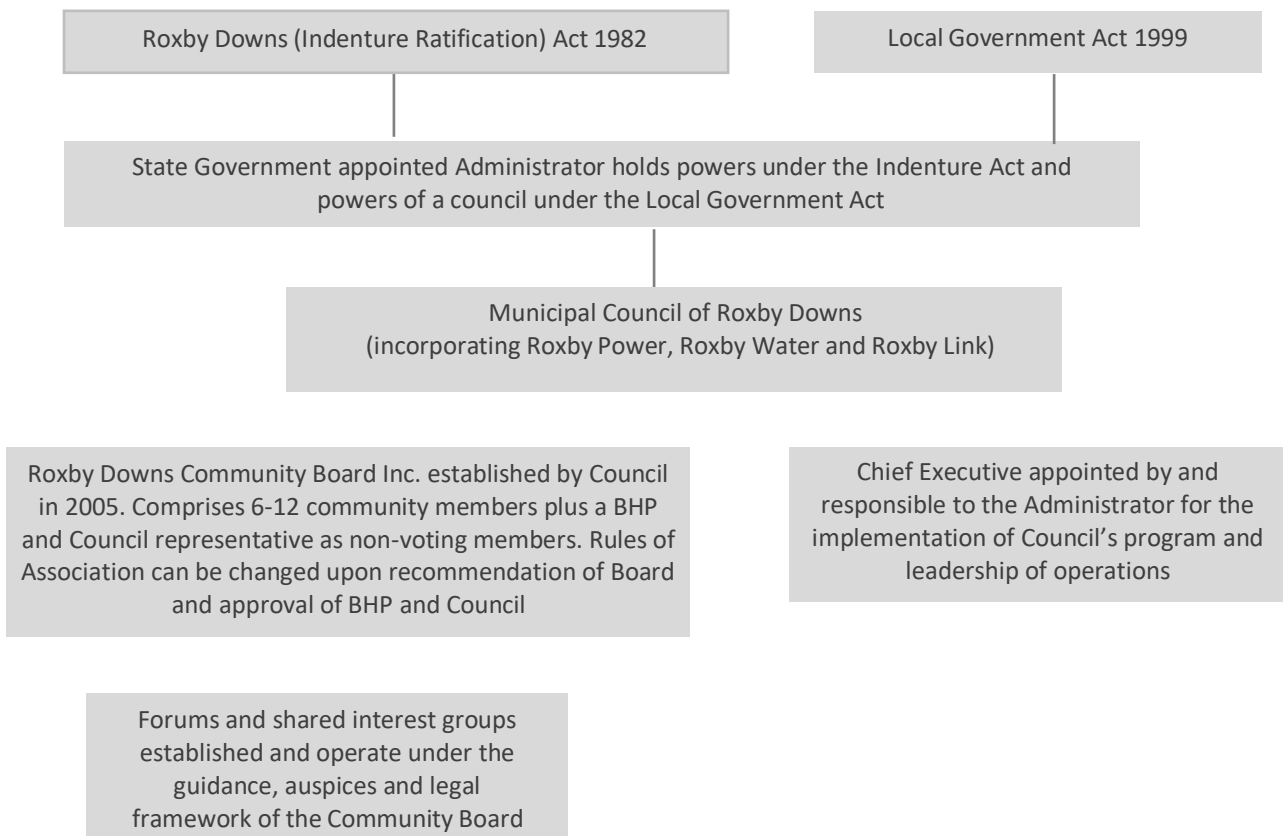 Roxby Downs (Indenture Ratification) Act 1982
Local Government Act 1999
State Government appointed Administrator holds powers under the Indenture Act and
powers of a council under the Local Government Act
Municipal Council of Roxby Downs
(incorporating Roxby Power, Roxby Water and Roxby Link)
Roxby Downs Community Board Inc. established by Council
in 2005. Comprises 6-12 community members plus a BHP
and Council representative as non-voting members. Rules of
Association can be changed upon recommendation of Board
and approval of BHP and Council
Chief Executive appointed by and
responsible to the Administrator for the
implementation of Council’s program and
leadership of operations
Forums and shared interest groups
established and operate under the
guidance, auspices and legal
framework of the Community Board